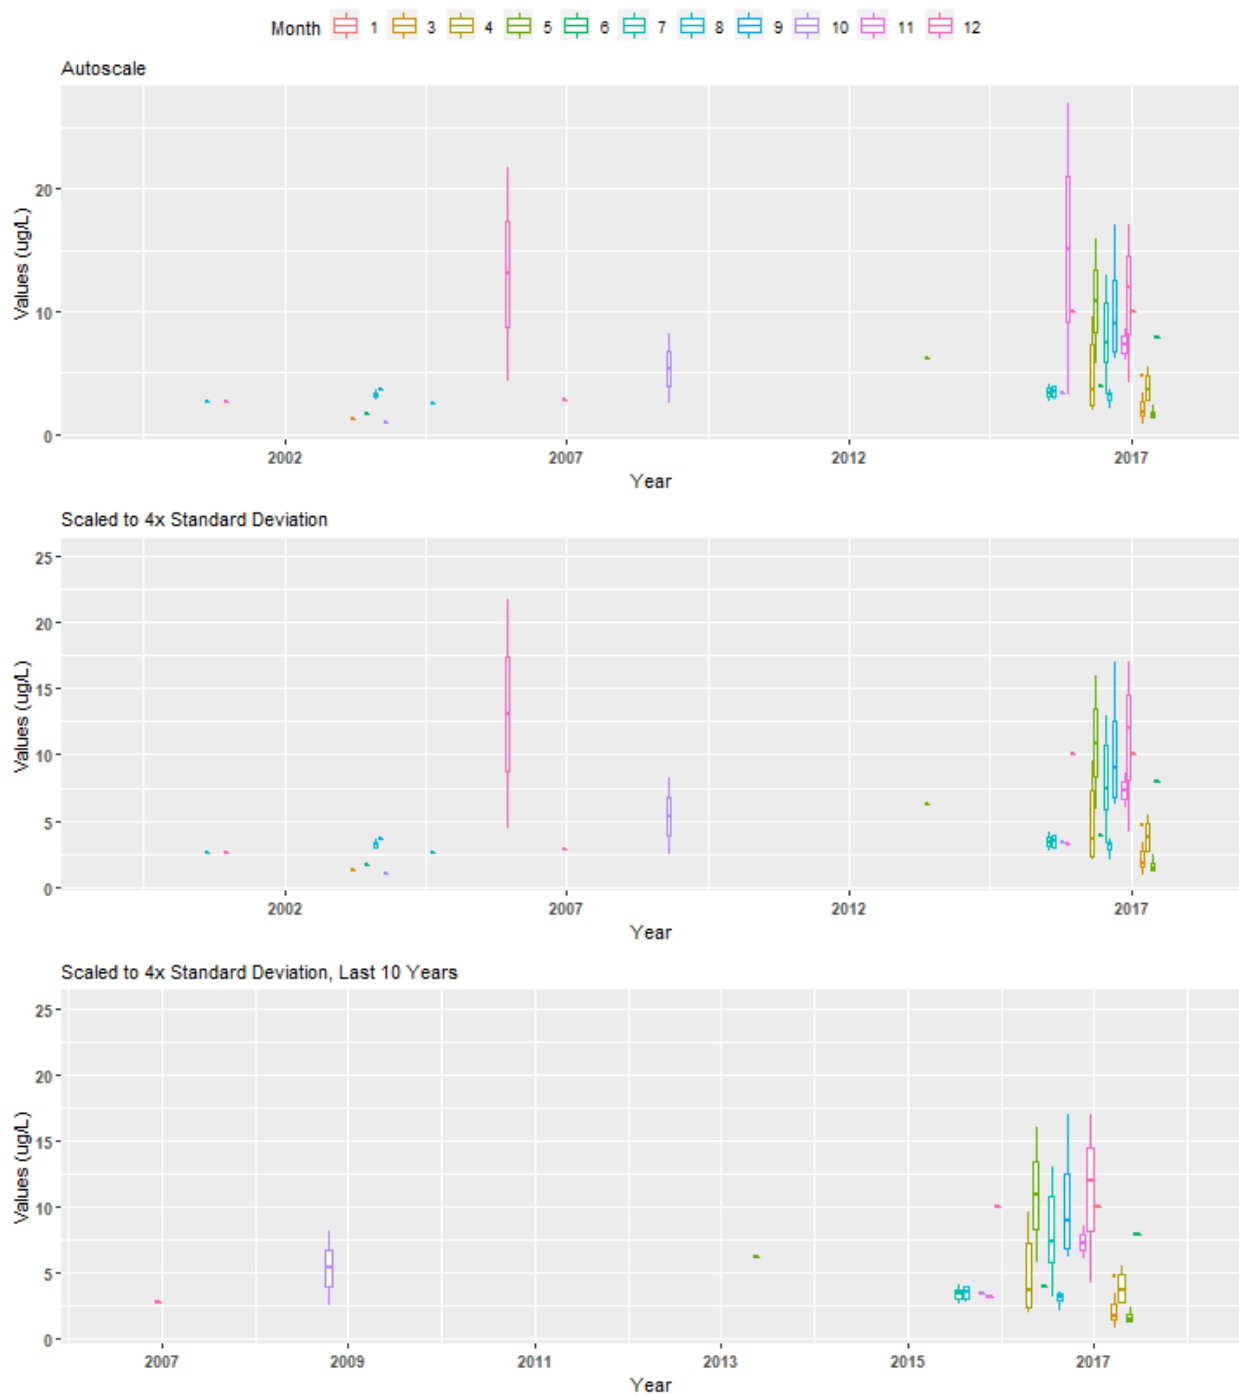 Month 1 3 4 5 6 7 8 9 10 11 12
Autoscale
Values (ug/L)
20
10
0
2002 2007 2012 2017
Year
Scaled to 4x Standard Deviation
Values (ug/L)
25
20
15
10
5
0
2002 2007 2012 2017
Year
Scaled to 4x Standard Deviation, Last 10 Years
Values (ug/L)
25
20
15
10
5
0
2007 2009 2011 2013 2015 2017
Year